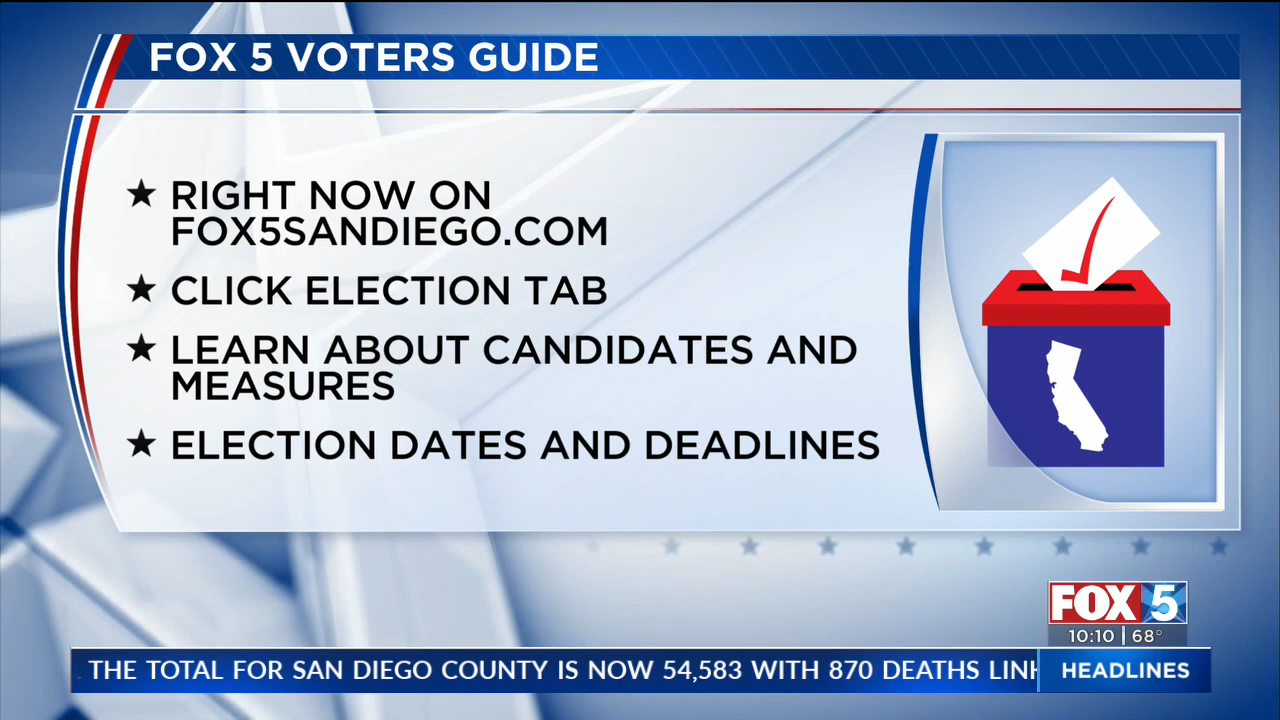 FOX 5 VOTERS GUIDE
★ RIGHT NOW ON
FOX5SANDIEGO.COM
★ CLICK ELECTION TAB
★ LEARN ABOUT CANDIDATES AND
MEASURES
★ ELECTION DATES AND DEADLINES
FOX 5
10:10 | 68°
THE TOTAL FOR SAN DIEGO COUNTY IS NOW 54,583 WITH 870 DEATHS
HEADLINES